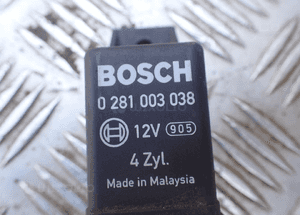 BOSCH
0 281 003 038
12V 905
4 Zyl.
Made in Malaysia